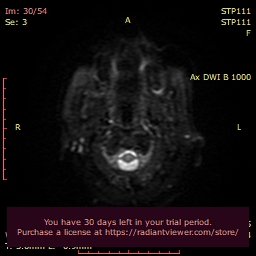 Im: 30/54
Se: 3
A
STP111
STP111
F
Ax DWI B 1000
R
L
You have 30 days left in your trial period.
Purchase a license at https://radiantviewer.com/store/